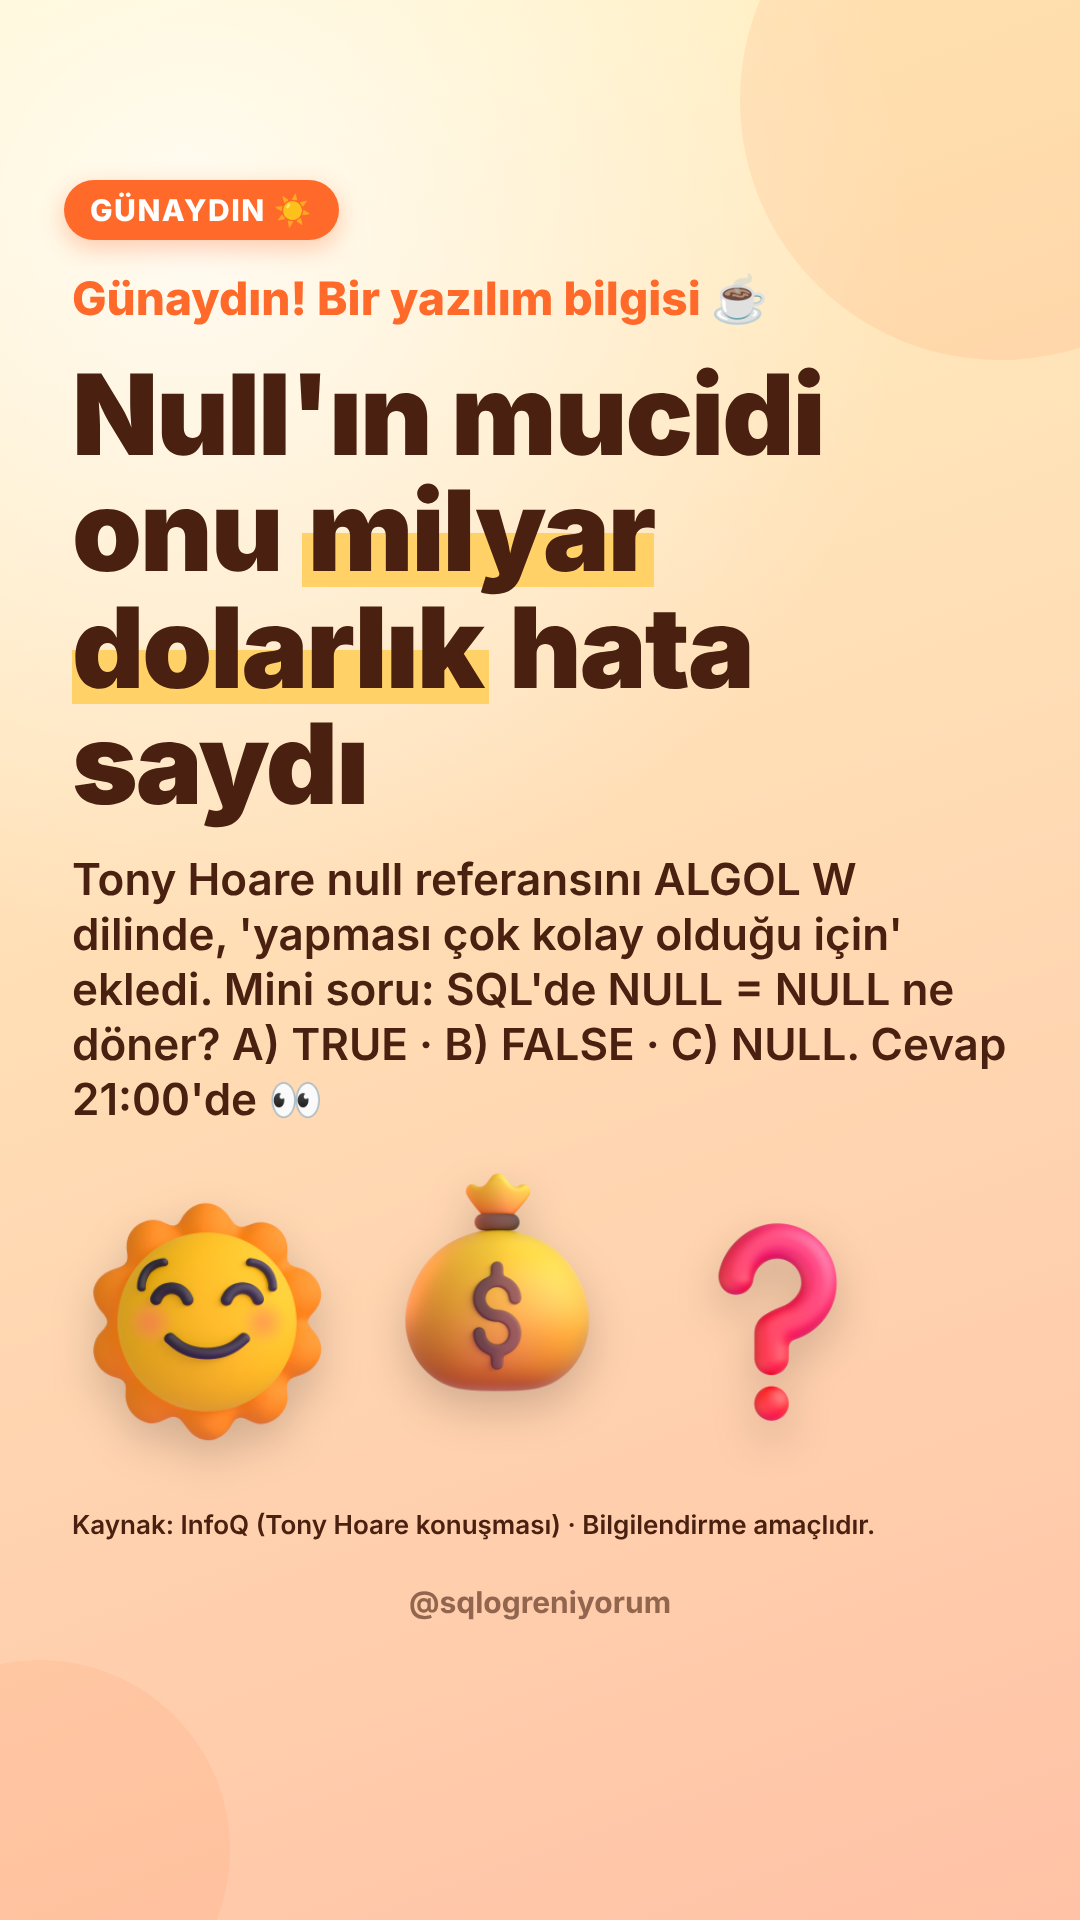 GÜNAYDIN ☀️
Günaydın! Bir yazılım bilgisi ☕
Null'ın mucidi
onu milyar
dolarlık hata
saydı
Tony Hoare null referansını ALGOL W
dilinde, 'yapması çok kolay olduğu için'
ekledi. Mini soru: SQL'de NULL = NULL ne
döner? A) TRUE · B) FALSE · C) NULL. Cevap
21:00'de 👀
Kaynak: InfoQ (Tony Hoare konuşması) · Bilgilendirme amaçlıdır.
@sqlogreniyorum